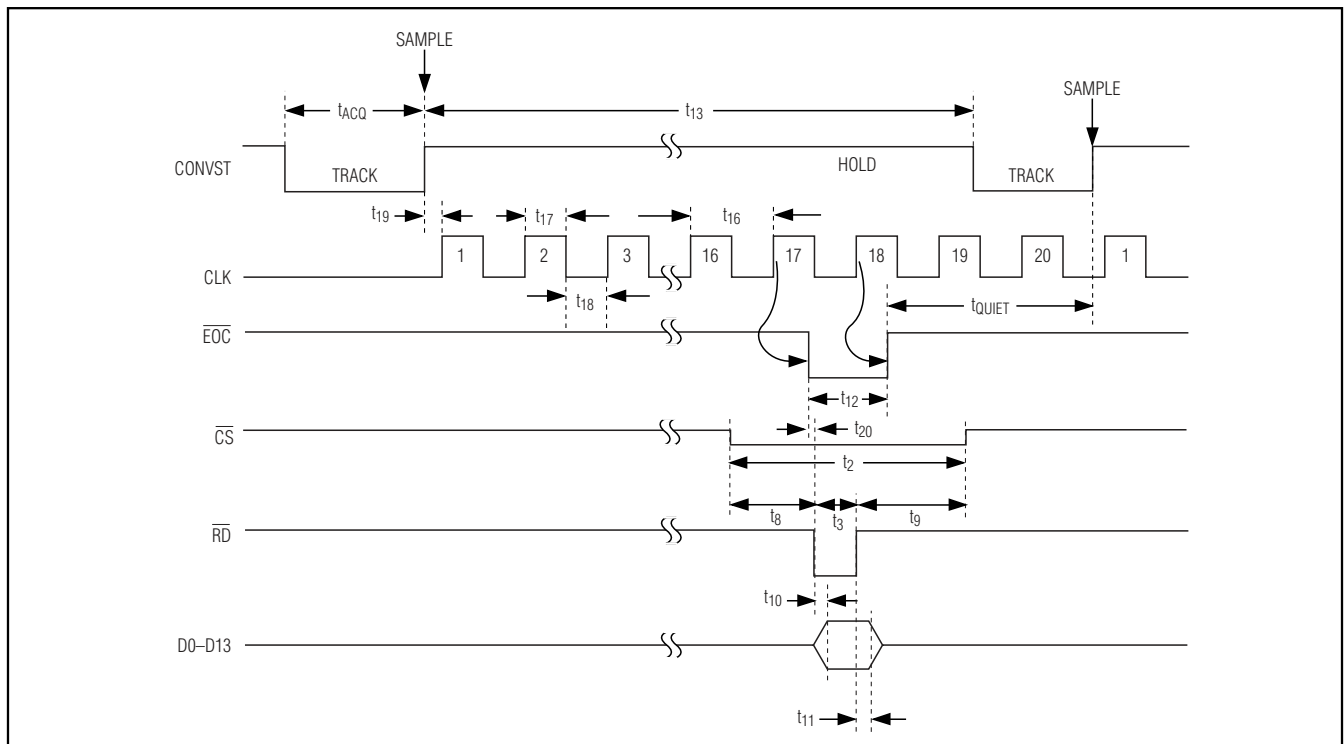 SAMPLE
SAMPLE
tACQ
t13
CONVST
TRACK
HOLD
TRACK
t19
t17
t16
CLK
1
2
3
16
17
18
19
20
1
t18
tQUIET
EOC
t12
t20
CS
t2
t8
t3
t9
RD
t10
D0–D13
t11